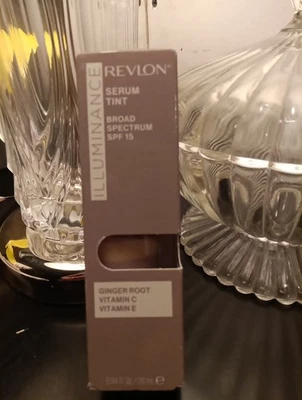 REVLON
ILLUMINANCE
SERUM
TINT
BROAD
SPECTRUM
SPF 15
GINGER ROOT
VITAMIN C
VITAMIN E